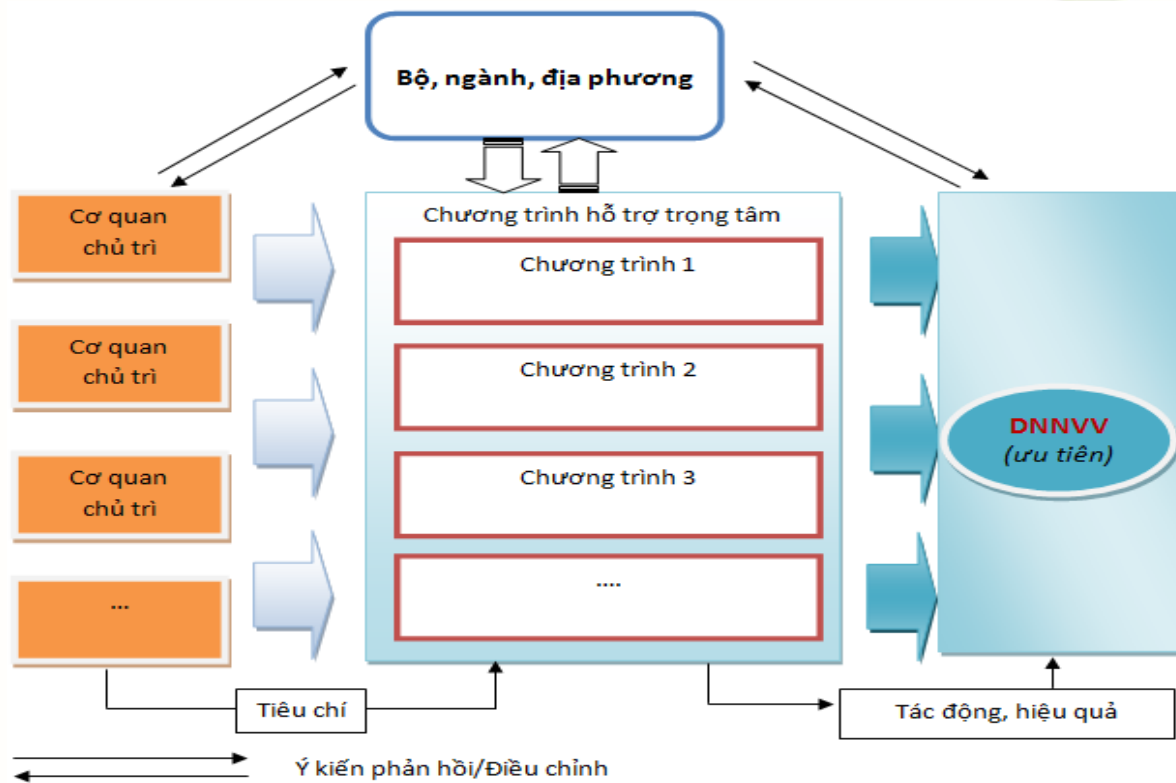 Bộ, ngành, địa phương
Cơ quan
chủ trì
Cơ quan
chủ trì
Cơ quan
chủ trì
...
Chương trình hỗ trợ trọng tâm
Chương trình 1
Chương trình 2
Chương trình 3
....
DNNVV
(ưu tiên)
Tiêu chí
Tác động, hiệu quả
Ý kiến phản hồi/Điều chỉnh